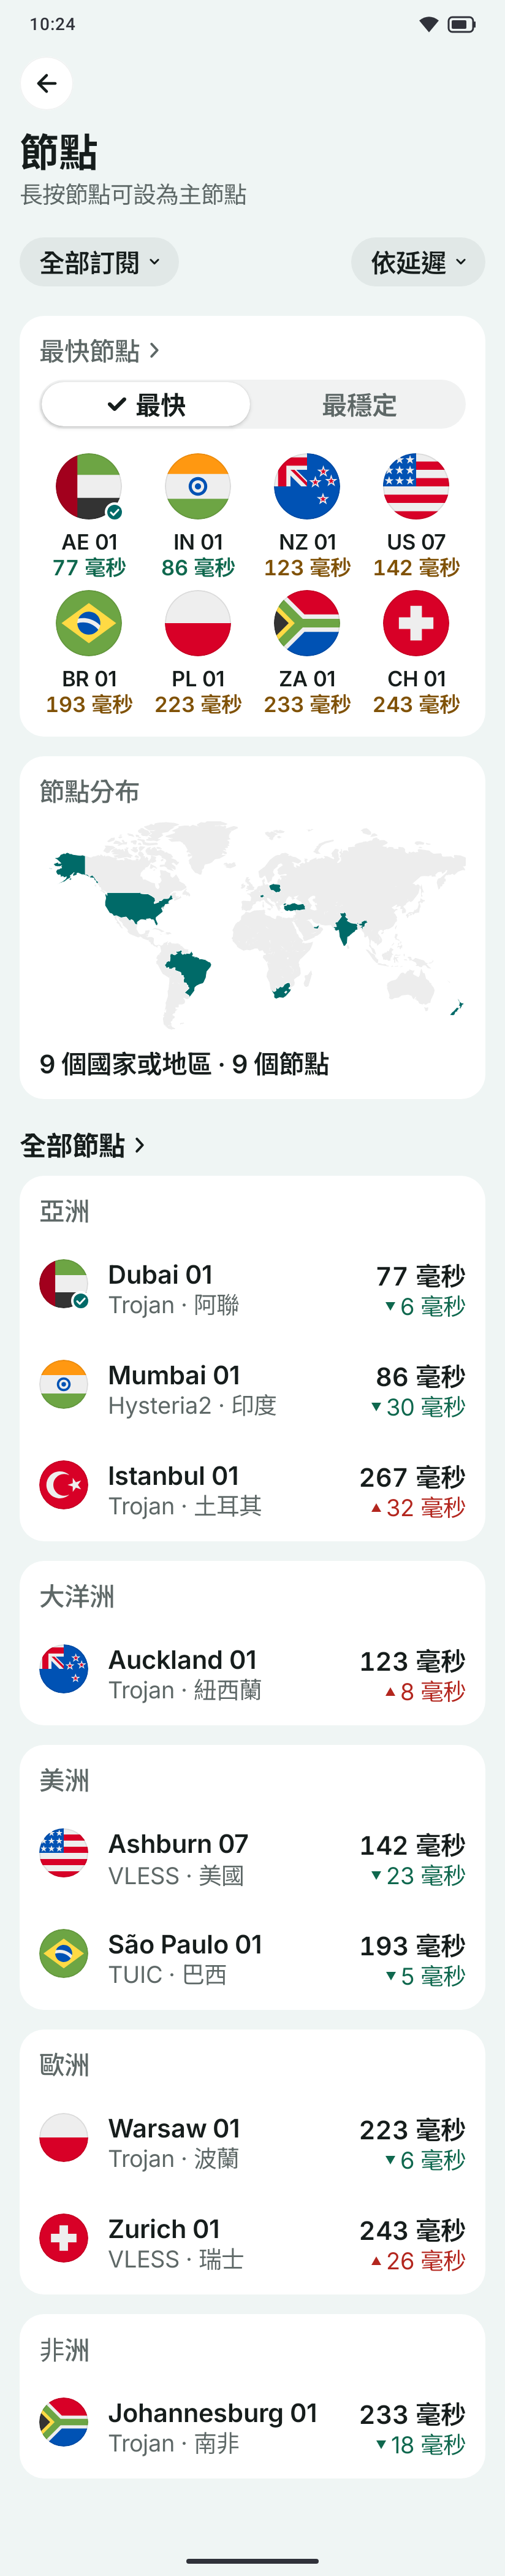 10:24
節點
長按節點可設為主節點
全部訂閱
依延遲
最快節點
最快
最穩定
AE 01
77 毫秒
IN 01
86 毫秒
NZ 01
123 毫秒
US 07
142 毫秒
BR 01
193 毫秒
PL 01
223 毫秒
ZA 01
233 毫秒
CH 01
243 毫秒
節點分布
9 個國家或地區 · 9 個節點
全部節點
亞洲
Dubai 01
77 毫秒
Trojan · 阿聯
▼6 毫秒
Mumbai 01
86 毫秒
Hysteria2 · 印度
▼30 毫秒
Istanbul 01
267 毫秒
Trojan · 土耳其
▲32 毫秒
大洋洲
Auckland 01
123 毫秒
Trojan · 紐西蘭
▲8 毫秒
美洲
Ashburn 07
142 毫秒
VLESS · 美國
▼23 毫秒
São Paulo 01
193 毫秒
TUIC · 巴西
▼5 毫秒
歐洲
Warsaw 01
223 毫秒
Trojan · 波蘭
▼6 毫秒
Zurich 01
243 毫秒
VLESS · 瑞士
▲26 毫秒
非洲
Johannesburg 01
233 毫秒
Trojan · 南非
▼18 毫秒